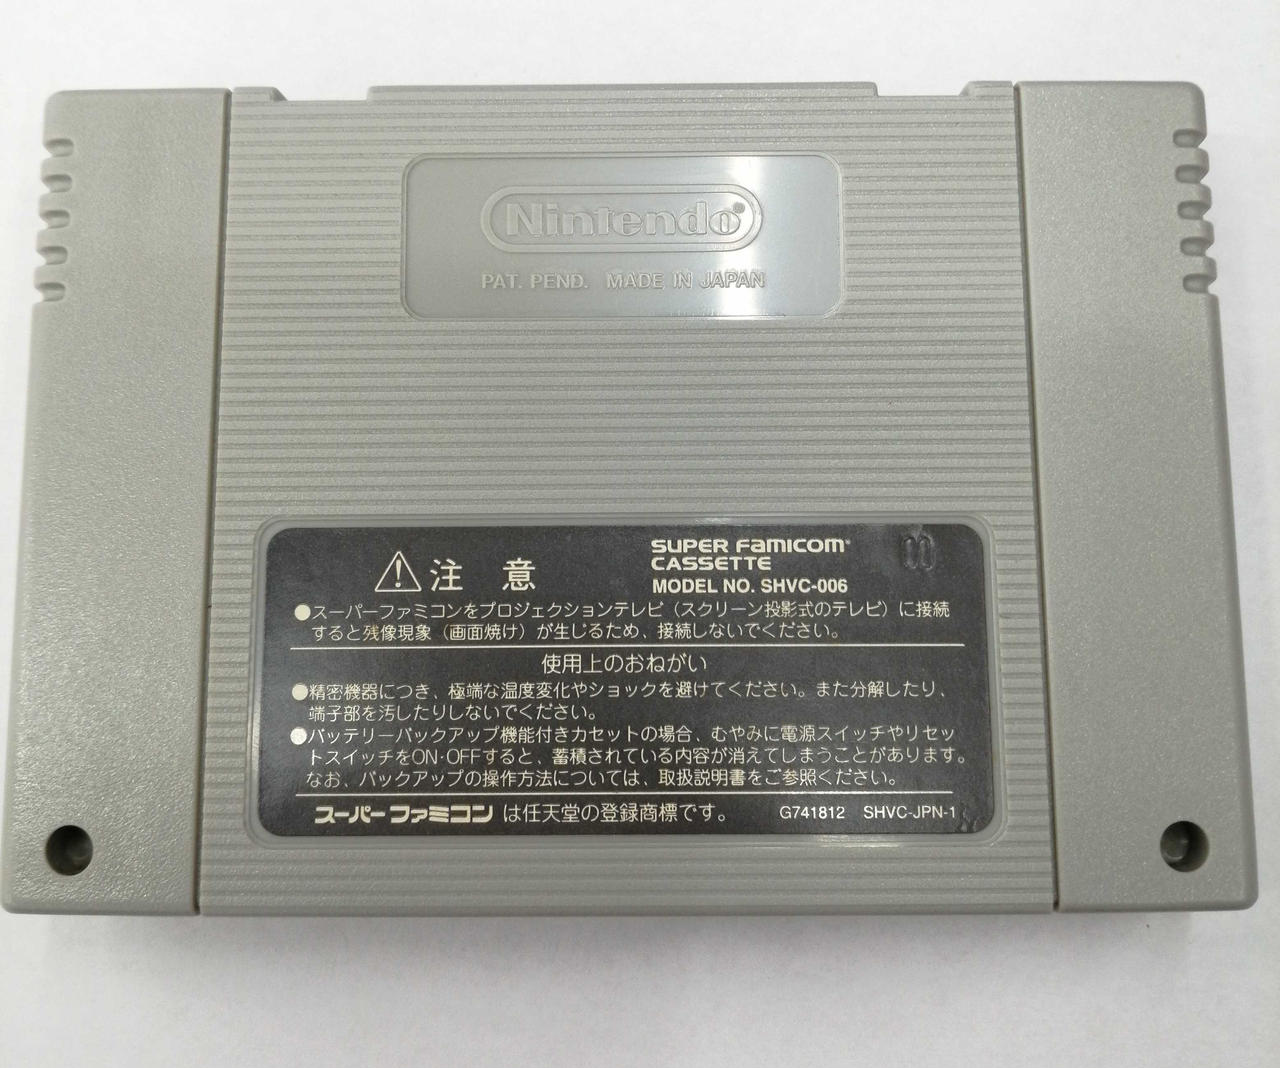 Nintendo®
PAT. PEND. MADE IN JAPAN
SUPER FAMICOM®
CASSETTE
MODEL NO. SHVC-006
00
注 意
●スーパーファミコンをプロジェクションテレビ(スクリーン投影式のテレビ)に接続
すると残像現象(画面焼け)が生じるため、接続しないでください。
使用上のおねがい
●精密機器につき、極端な温度変化やショックを避けてください。また分解したり、
端子部を汚したりしないでください。
●バッテリーバックアップ機能付きカセットの場合、むやみに電源スイッチやリセッ
トスイッチをON·OFFすると、蓄積されている内容が消えてしまうことがあります。
なお、バックアップの操作方法については、取扱説明書をご参照ください。
スーパーファミコンは任天堂の登録商標です。 G741812 SHVC-JPN-1